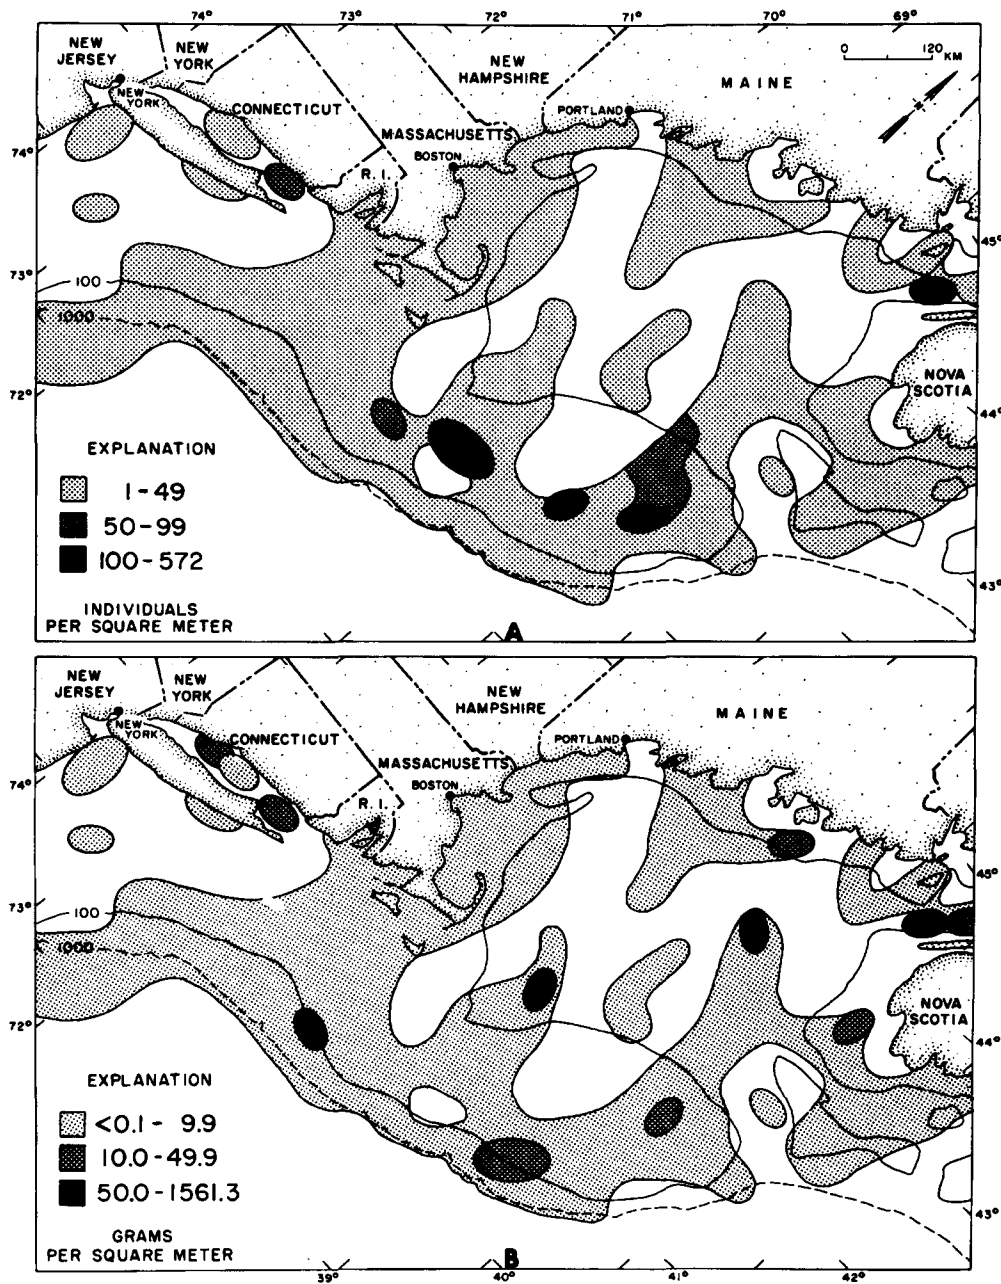 74°
73°
72°
71°
70°
69°
NEW
JERSEY
NEW
YORK
NEW
YORK
CONNECTICUT
R. I.
MASSACHUSETTS
BOSTON
NEW
HAMPSHIRE
PORTLAND
MAINE
0 120
KM
74°
73°
72°
45°
44°
43°
100
1000
NOVA
SCOTIA
EXPLANATION
1-49
50-99
100-572
INDIVIDUALS
PER SQUARE METER
A
NEW
JERSEY
NEW
YORK
NEW
YORK
CONNECTICUT
R. I.
MASSACHUSETTS
BOSTON
NEW
HAMPSHIRE
PORTLAND
MAINE
74°
73°
72°
45°
44°
43°
100
1000
NOVA
SCOTIA
EXPLANATION
<0.1- 9.9
10.0-49.9
50.0-1561.3
GRAMS
PER SQUARE METER
B
39°
40°
41°
42°